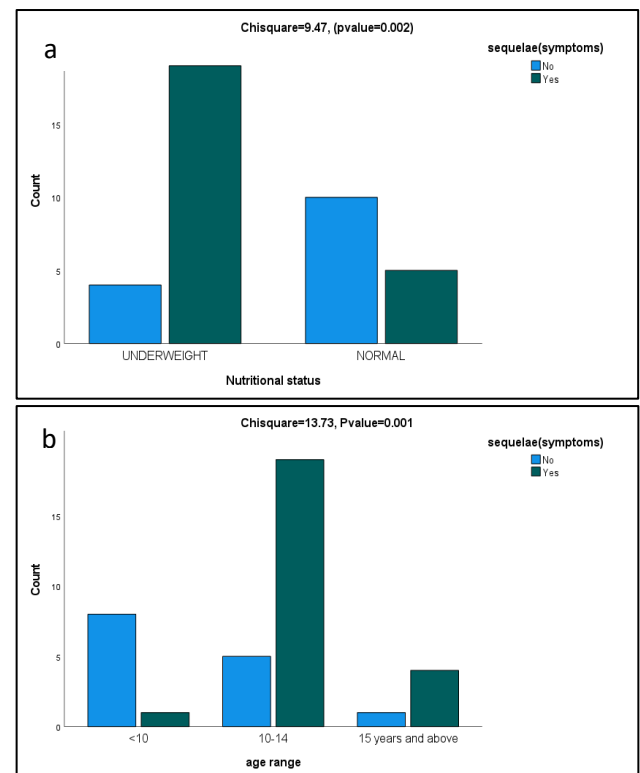 Chisquare=9.47, (pvalue=0.002)
a
sequelae(symptoms)
No
Yes
Count
15
10
5
0
UNDERWEIGHT NORMAL
Nutritional status
Chisquare=13.73, Pvalue=0.001
b
sequelae(symptoms)
No
Yes
Count
15
10
5
0
<10 10-14 15 years and above
age range